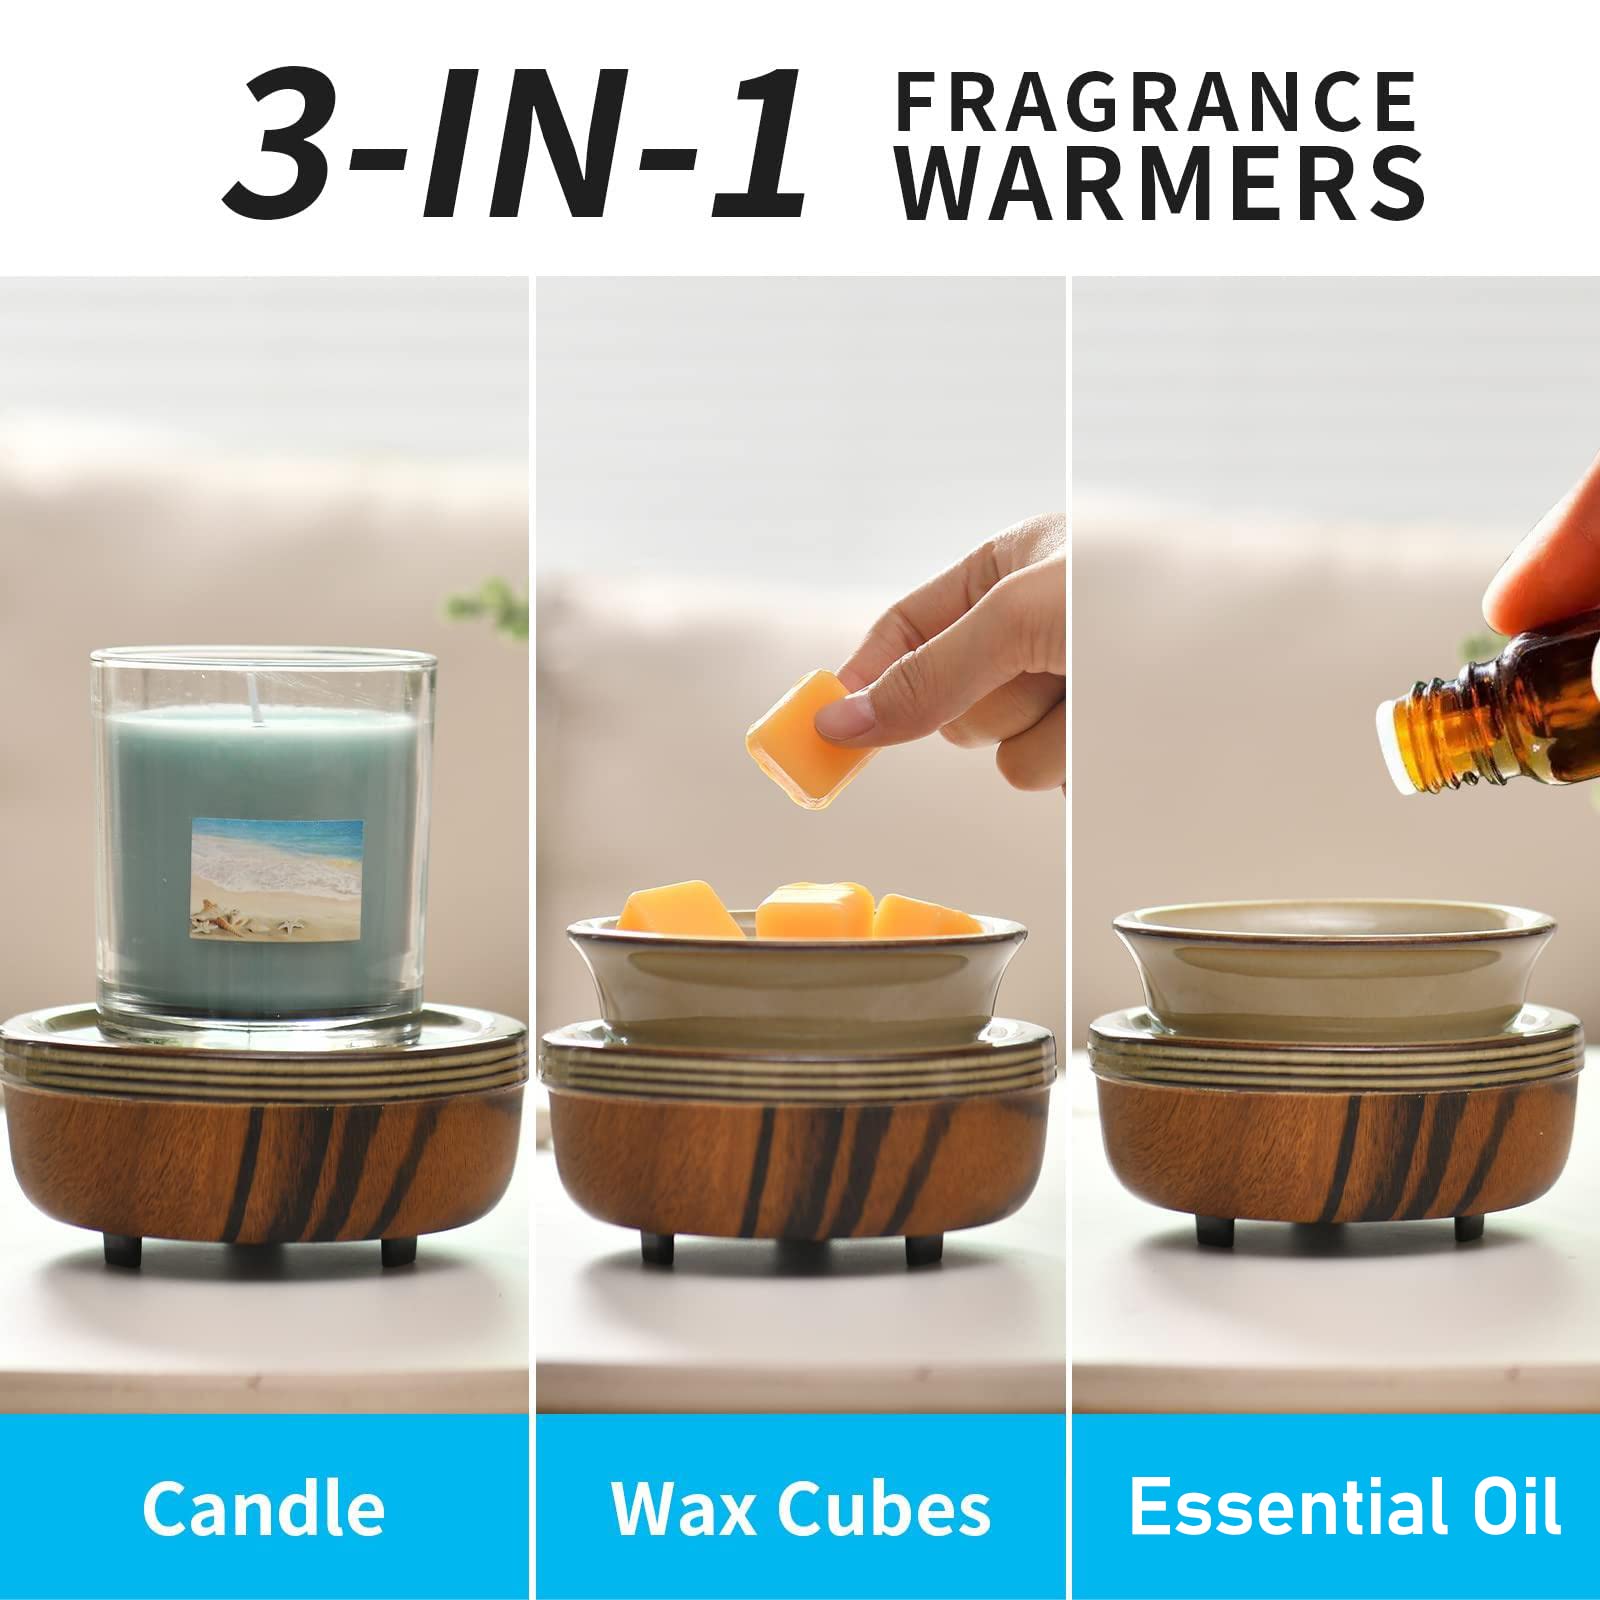 3-IN-1
FRAGRANCE
WARMERS
Candle
Wax Cubes
Essential Oil